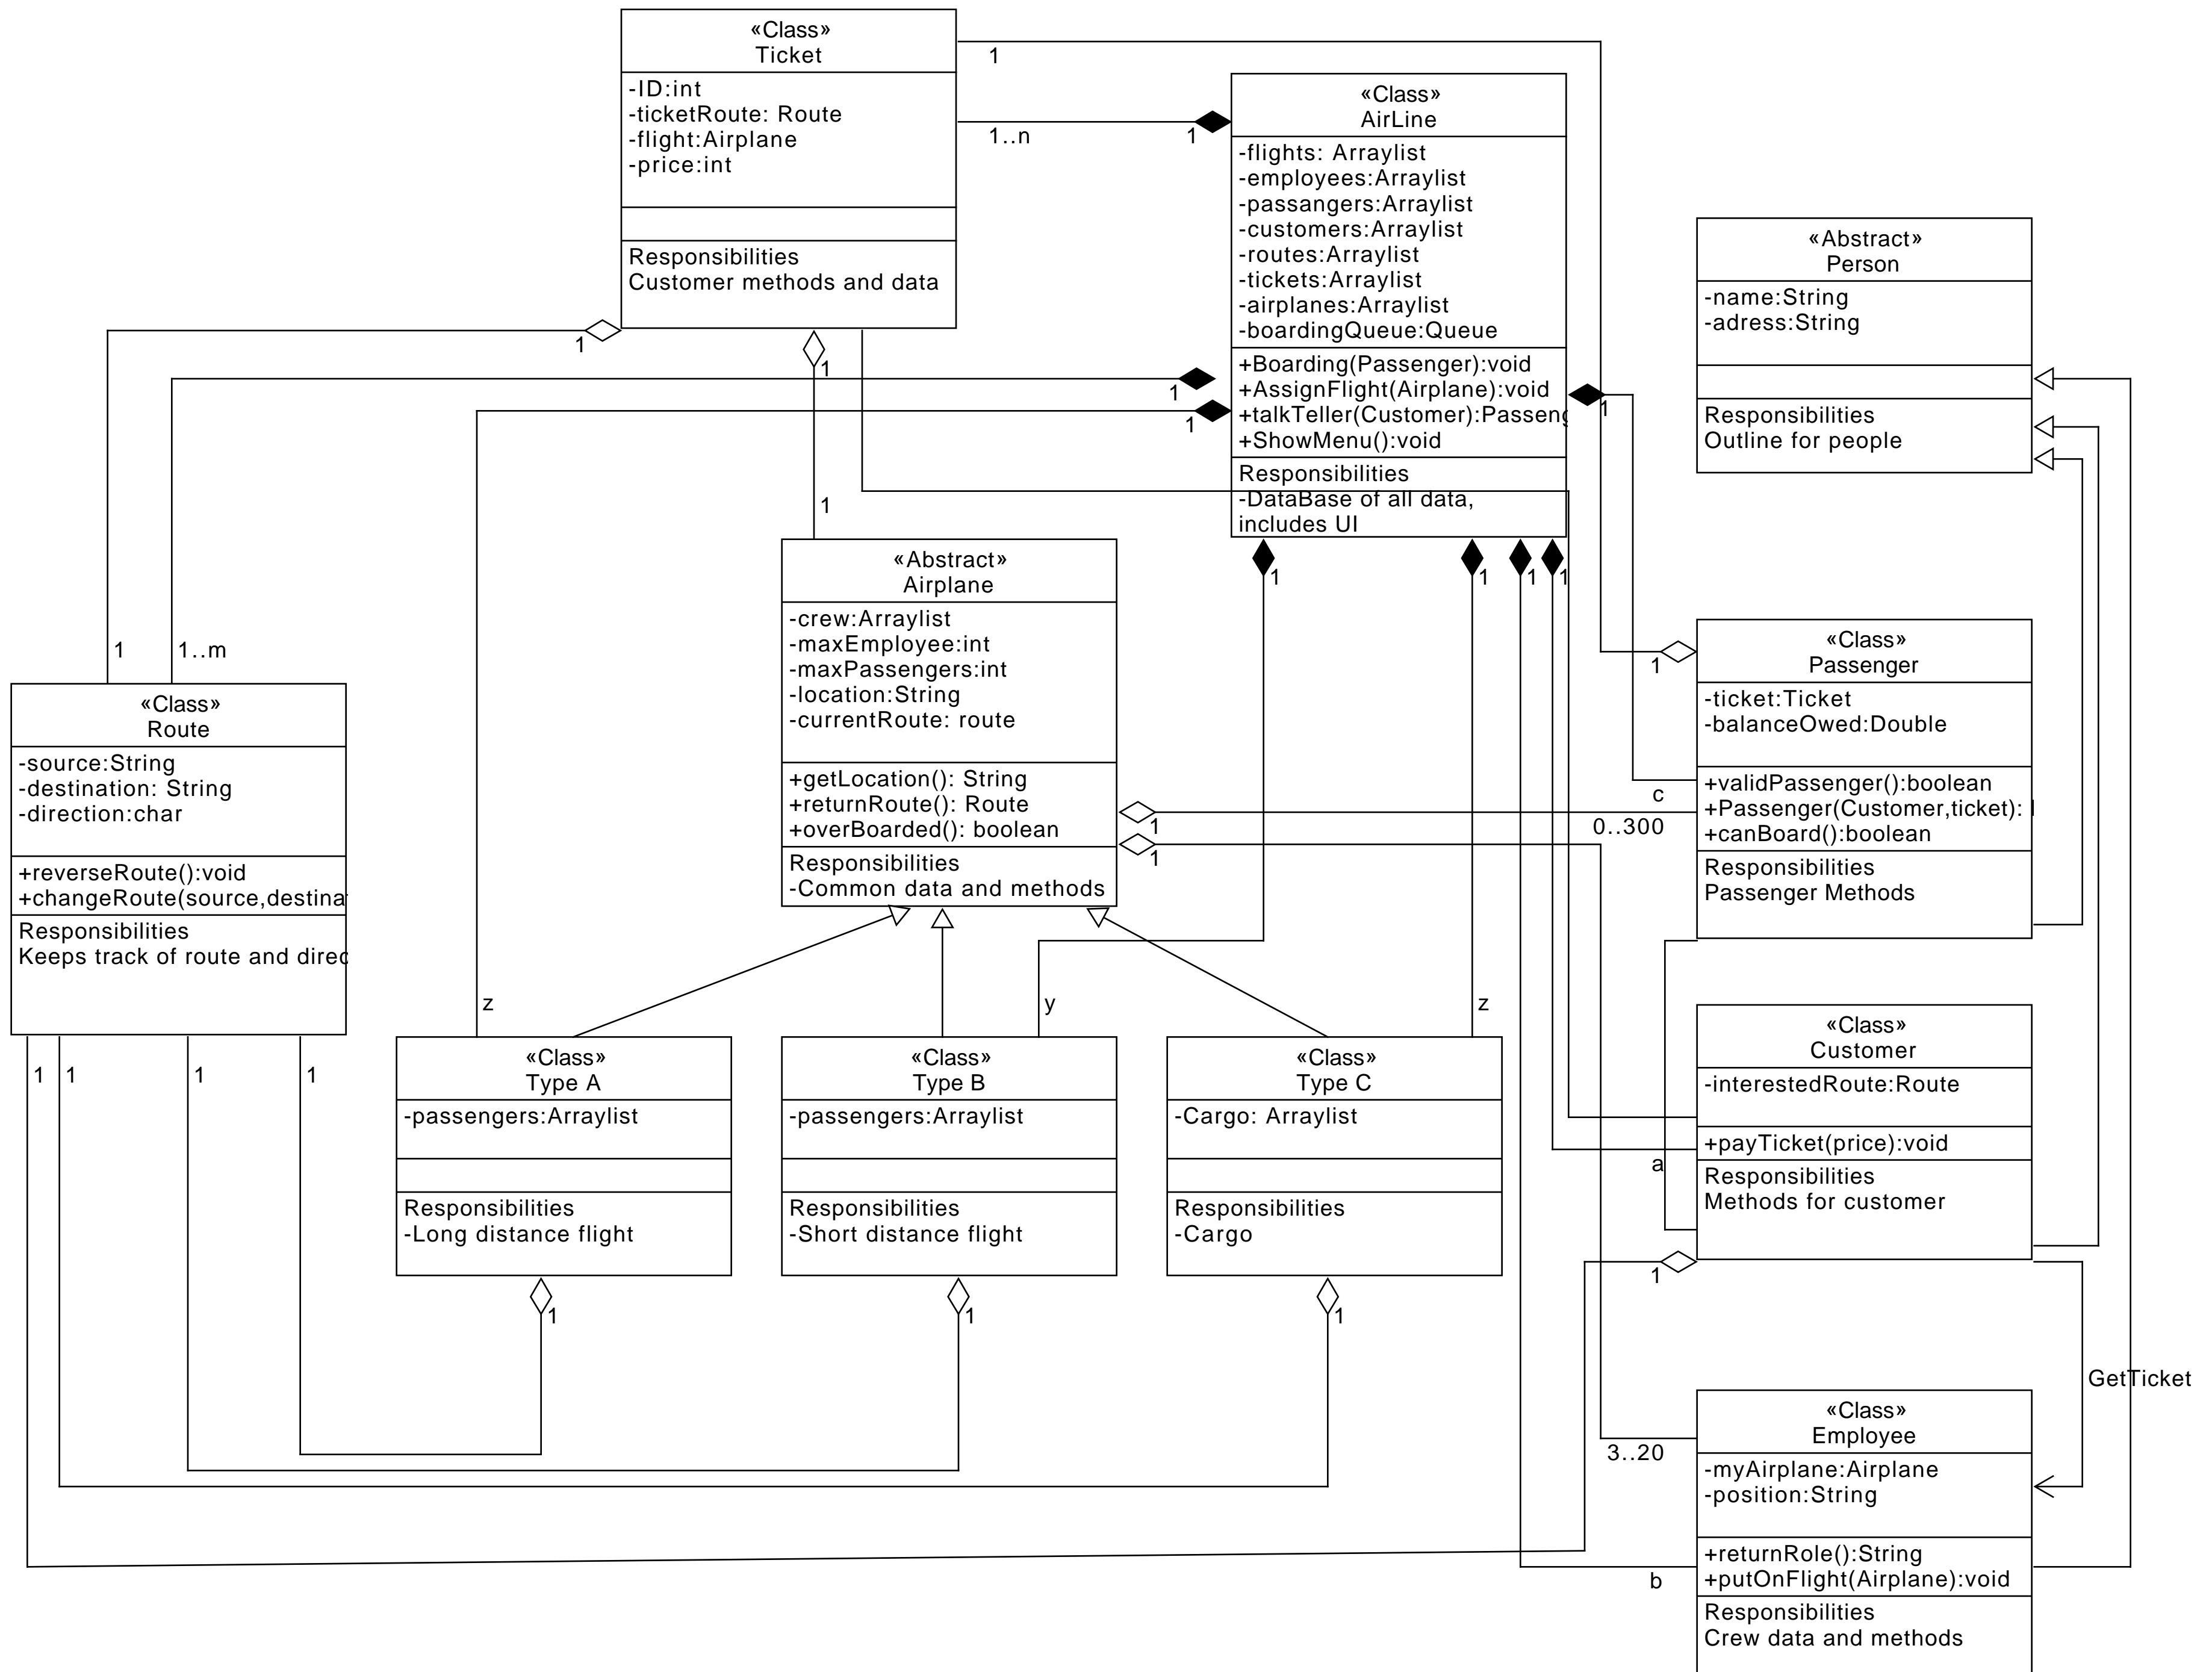 «Class»
Ticket
-ID:int
-ticketRoute: Route
-flight:Airplane
-price:int
Responsibilities
Customer methods and data
1
1..n
1
1
1
1
1
1
«Class»
AirLine
-flights: Arraylist
-employees:Arraylist
-passangers:Arraylist
-customers:Arraylist
-routes:Arraylist
-tickets:Arraylist
-airplanes:Arraylist
-boardingQueue:Queue
+Boarding(Passenger):void
+AssignFlight(Airplane):void
+talkTeller(Customer):Passeng
+ShowMenu():void
Responsibilities
-DataBase of all data,
includes UI
1
1
1
1
1
«Abstract»
Person
-name:String
-adress:String
Responsibilities
Outline for people
«Abstract»
Airplane
-crew:Arraylist
-maxEmployee:int
-maxPassengers:int
-location:String
-currentRoute: route
+getLocation(): String
+returnRoute(): Route
+overBoarded(): boolean
Responsibilities
-Common data and methods
1
1
1
c
0..300
«Class»
Passenger
-ticket:Ticket
-balanceOwed:Double
+validPassenger():boolean
+Passenger(Customer,ticket):
+canBoard():boolean
Responsibilities
Passenger Methods
1
1..m
«Class»
Route
-source:String
-destination: String
-direction:char
+reverseRoute():void
+changeRoute(source,destina
Responsibilities
Keeps track of route and direc
1
1
1
1
z
y
z
«Class»
Type A
-passengers:Arraylist
Responsibilities
-Long distance flight
1
«Class»
Type B
-passengers:Arraylist
Responsibilities
-Short distance flight
1
«Class»
Type C
-Cargo: Arraylist
Responsibilities
-Cargo
1
«Class»
Customer
-interestedRoute:Route
+payTicket(price):void
Responsibilities
Methods for customer
a
1
GetTicket
«Class»
Employee
-myAirplane:Airplane
-position:String
+returnRole():String
+putOnFlight(Airplane):void
Responsibilities
Crew data and methods
3..20
b